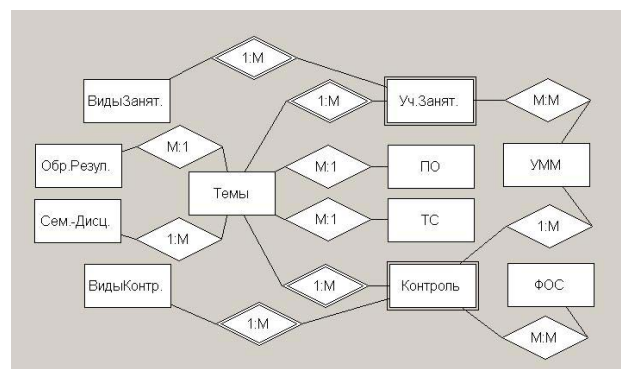 1:М
ВидыЗанят.
1:М
Уч.Занят.
М:М
Обр.Резул.
М:1
М:1
ПО
УММ
Темы
Сем.-Дисц.
1:М
М:1
ТС
1:М
ВидыКонтр.
1:М
Контроль
ФОС
1:М
М:М